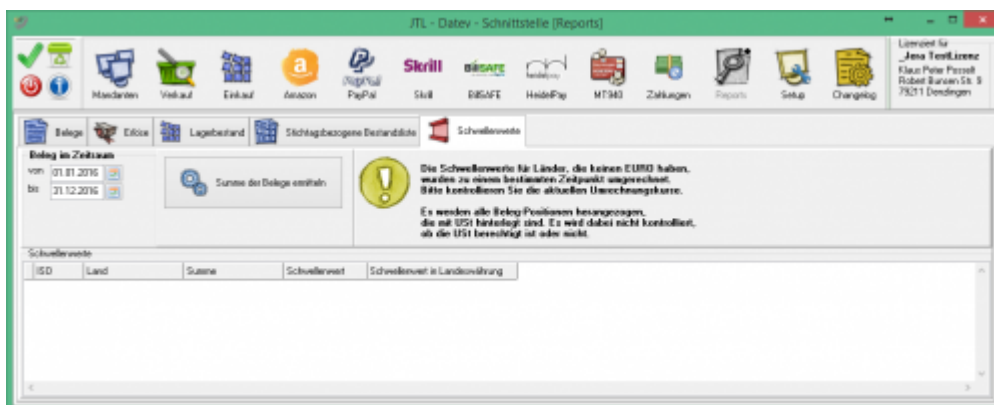 JTL - Datev - Schnittstelle [Reports]
Mandanten
Verkauf
Einkauf
Amazon
PayPal
PayPal
Skrill
Skrill
BillSAFE
BillSAFE
heidelpay
HeidelPay
MT940
Zahlungen
Reports
Setup
Changelog
Lizenziert für
_Jera TestLizenz
Klaus Peter Posselt
Robert Bunsen Str. 9
79211 Denzlingen
Belege
Erlöse
Lagerbestand
Stichtagsbezogene Bestandsliste
Schwellenwerte
Beleg im Zeitraum
von 01.01.2016
bis 31.12.2016
Summe der Belege ermitteln
Die Schwellenwerte für Länder, die keinen EURO haben,
wurden zu einem bestimmten Zeitpunkt umgerechnet.
Bitte kontrollieren Sie die aktuellen Umrechnungskurse.
Es werden alle Beleg-Positionen herangezogen,
die mit USt hinterlegt sind. Es wird dabei nicht kontrolliert,
ob die USt berechtigt ist oder nicht.
Schwellenwerte
ISO Land Summe Schwellenwert Schwellenwert in Landeswährung